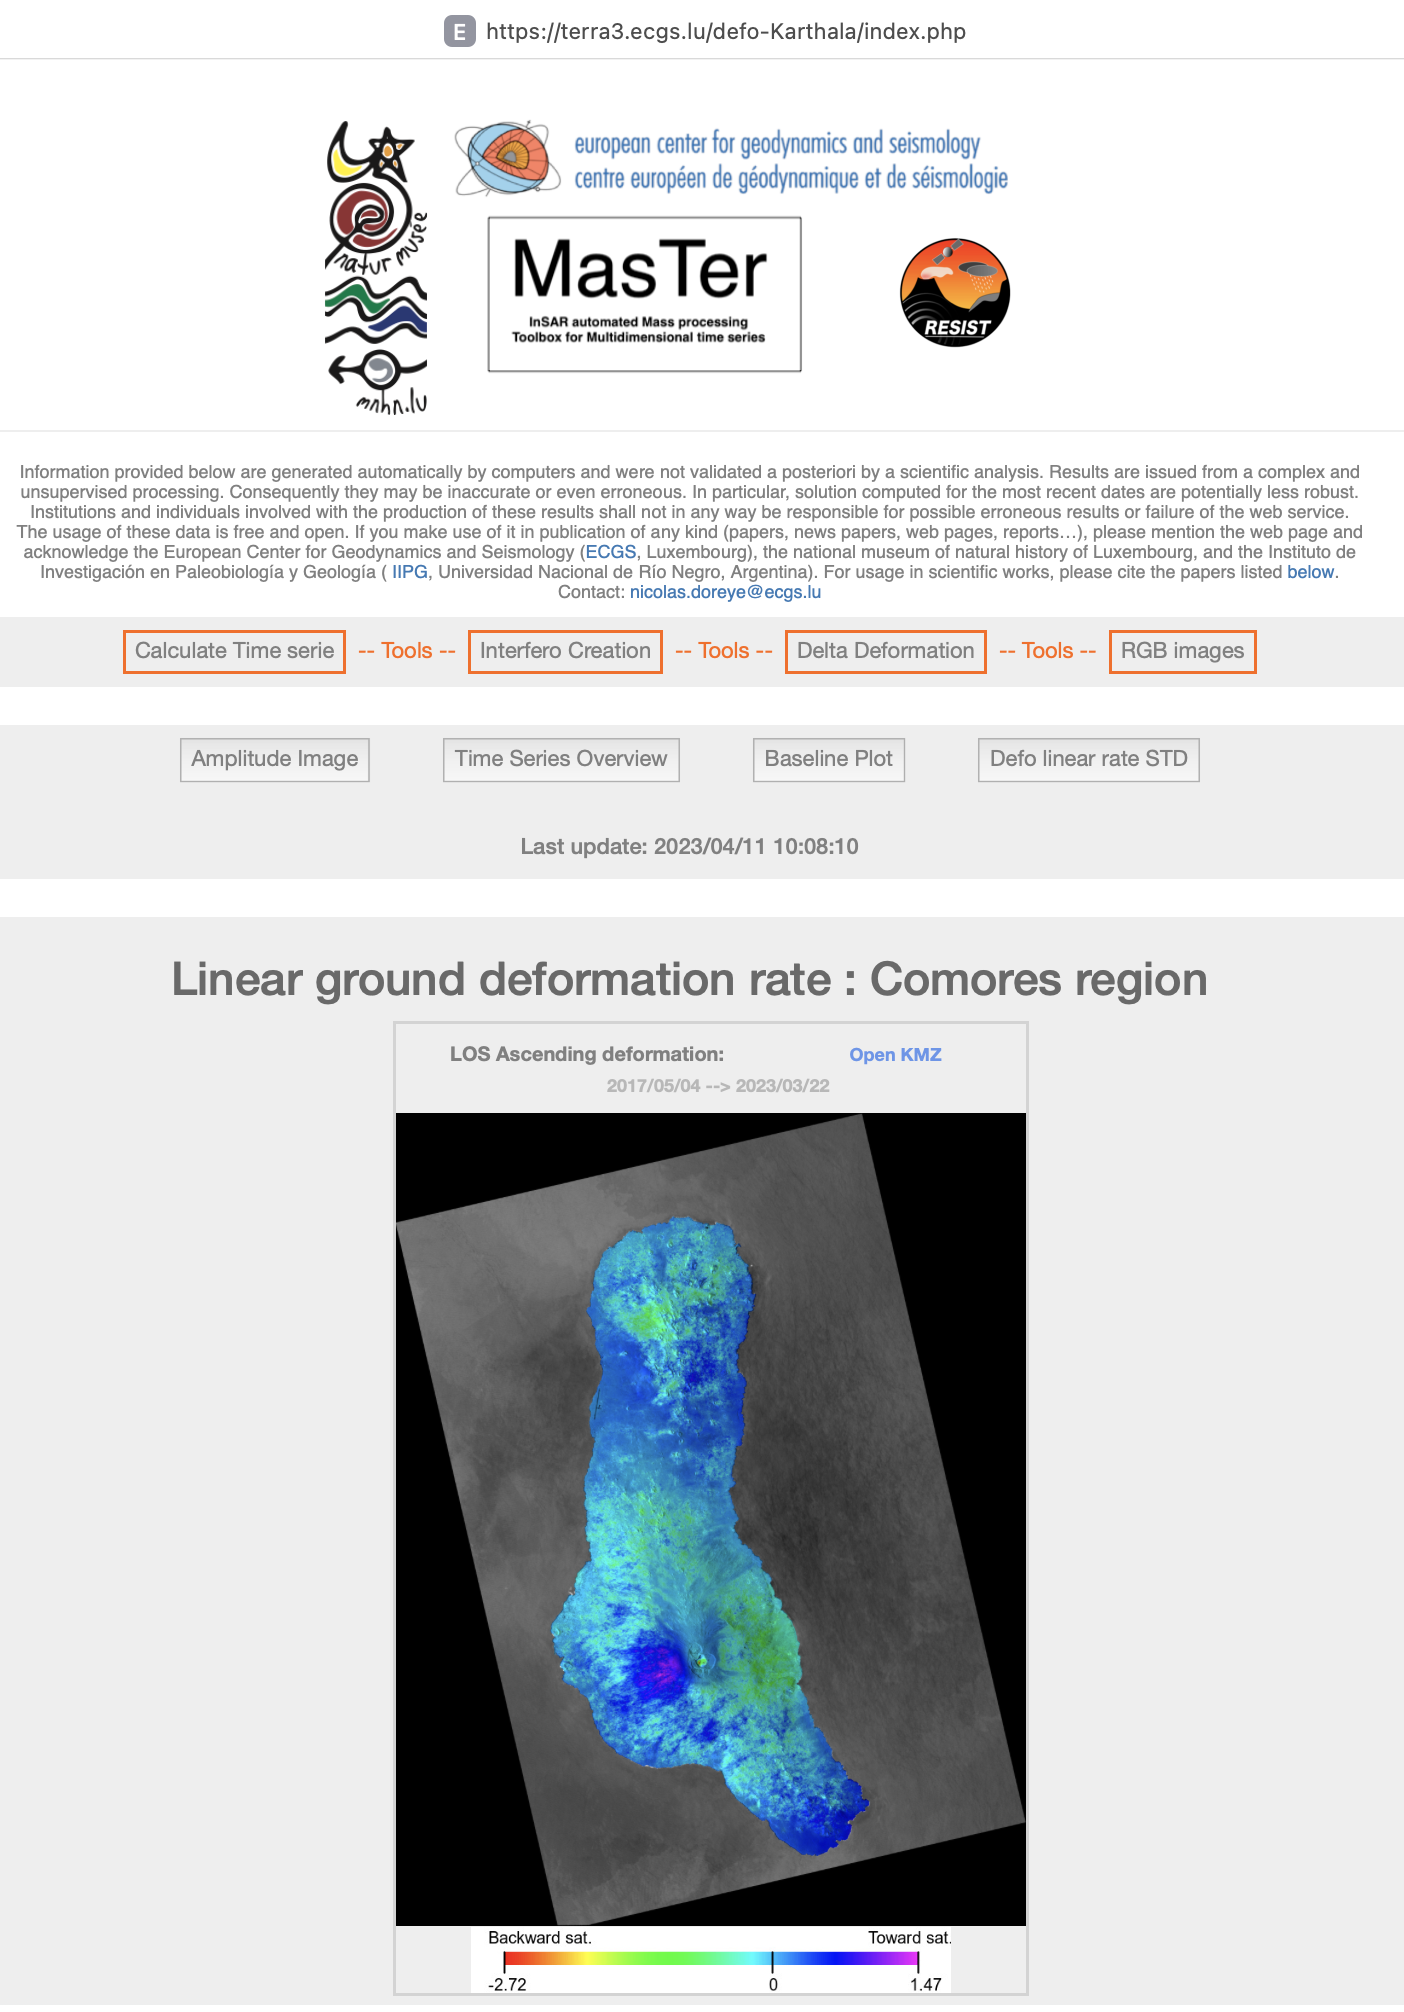 E https://terra3.ecgs.lu/defo-Karthala/index.php
natur musée
mnhn.lu
european center for geodynamics and seismology
centre européen de géodynamique et de séismologie
MasTer
InSAR automated Mass processing
Toolbox for Multidimensional time series
RESIST
Information provided below are generated automatically by computers and were not validated a posteriori by a scientific analysis. Results are issued from a complex and
unsupervised processing. Consequently they may be inaccurate or even erroneous. In particular, solution computed for the most recent dates are potentially less robust.
Institutions and individuals involved with the production of these results shall not in any way be responsible for possible erroneous results or failure of the web service.
The usage of these data is free and open. If you make use of it in publication of any kind (papers, news papers, web pages, reports…), please mention the web page and
acknowledge the European Center for Geodynamics and Seismology (ECGS, Luxembourg), the national museum of natural history of Luxembourg, and the Instituto de
Investigación en Paleobiología y Geología ( IIPG, Universidad Nacional de Río Negro, Argentina). For usage in scientific works, please cite the papers listed below.
Contact: nicolas.doreye@ecgs.lu
Calculate Time serie -- Tools -- Interfero Creation -- Tools -- Delta Deformation -- Tools -- RGB images
Amplitude Image Time Series Overview Baseline Plot Defo linear rate STD
Last update: 2023/04/11 10:08:10
Linear ground deformation rate : Comores region
LOS Ascending deformation: Open KMZ
2017/05/04 --> 2023/03/22
Backward sat. Toward sat.
-2.72 0 1.47